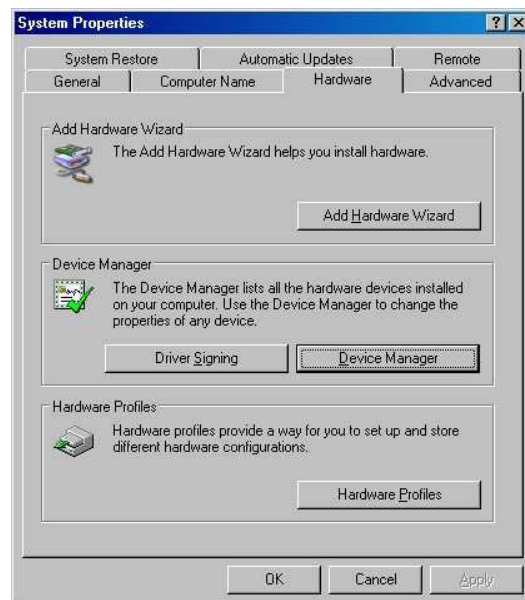 System Properties
? X
System Restore
Automatic Updates
Remote
General
Computer Name
Hardware
Advanced
Add Hardware Wizard
The Add Hardware Wizard helps you install hardware.
Add Hardware Wizard
Device Manager
The Device Manager lists all the hardware devices installed
on your computer. Use the Device Manager to change the
properties of any device.
Driver Signing
Device Manager
Hardware Profiles
Hardware profiles provide a way for you to set up and store
different hardware configurations.
Hardware Profiles
OK
Cancel
Apply